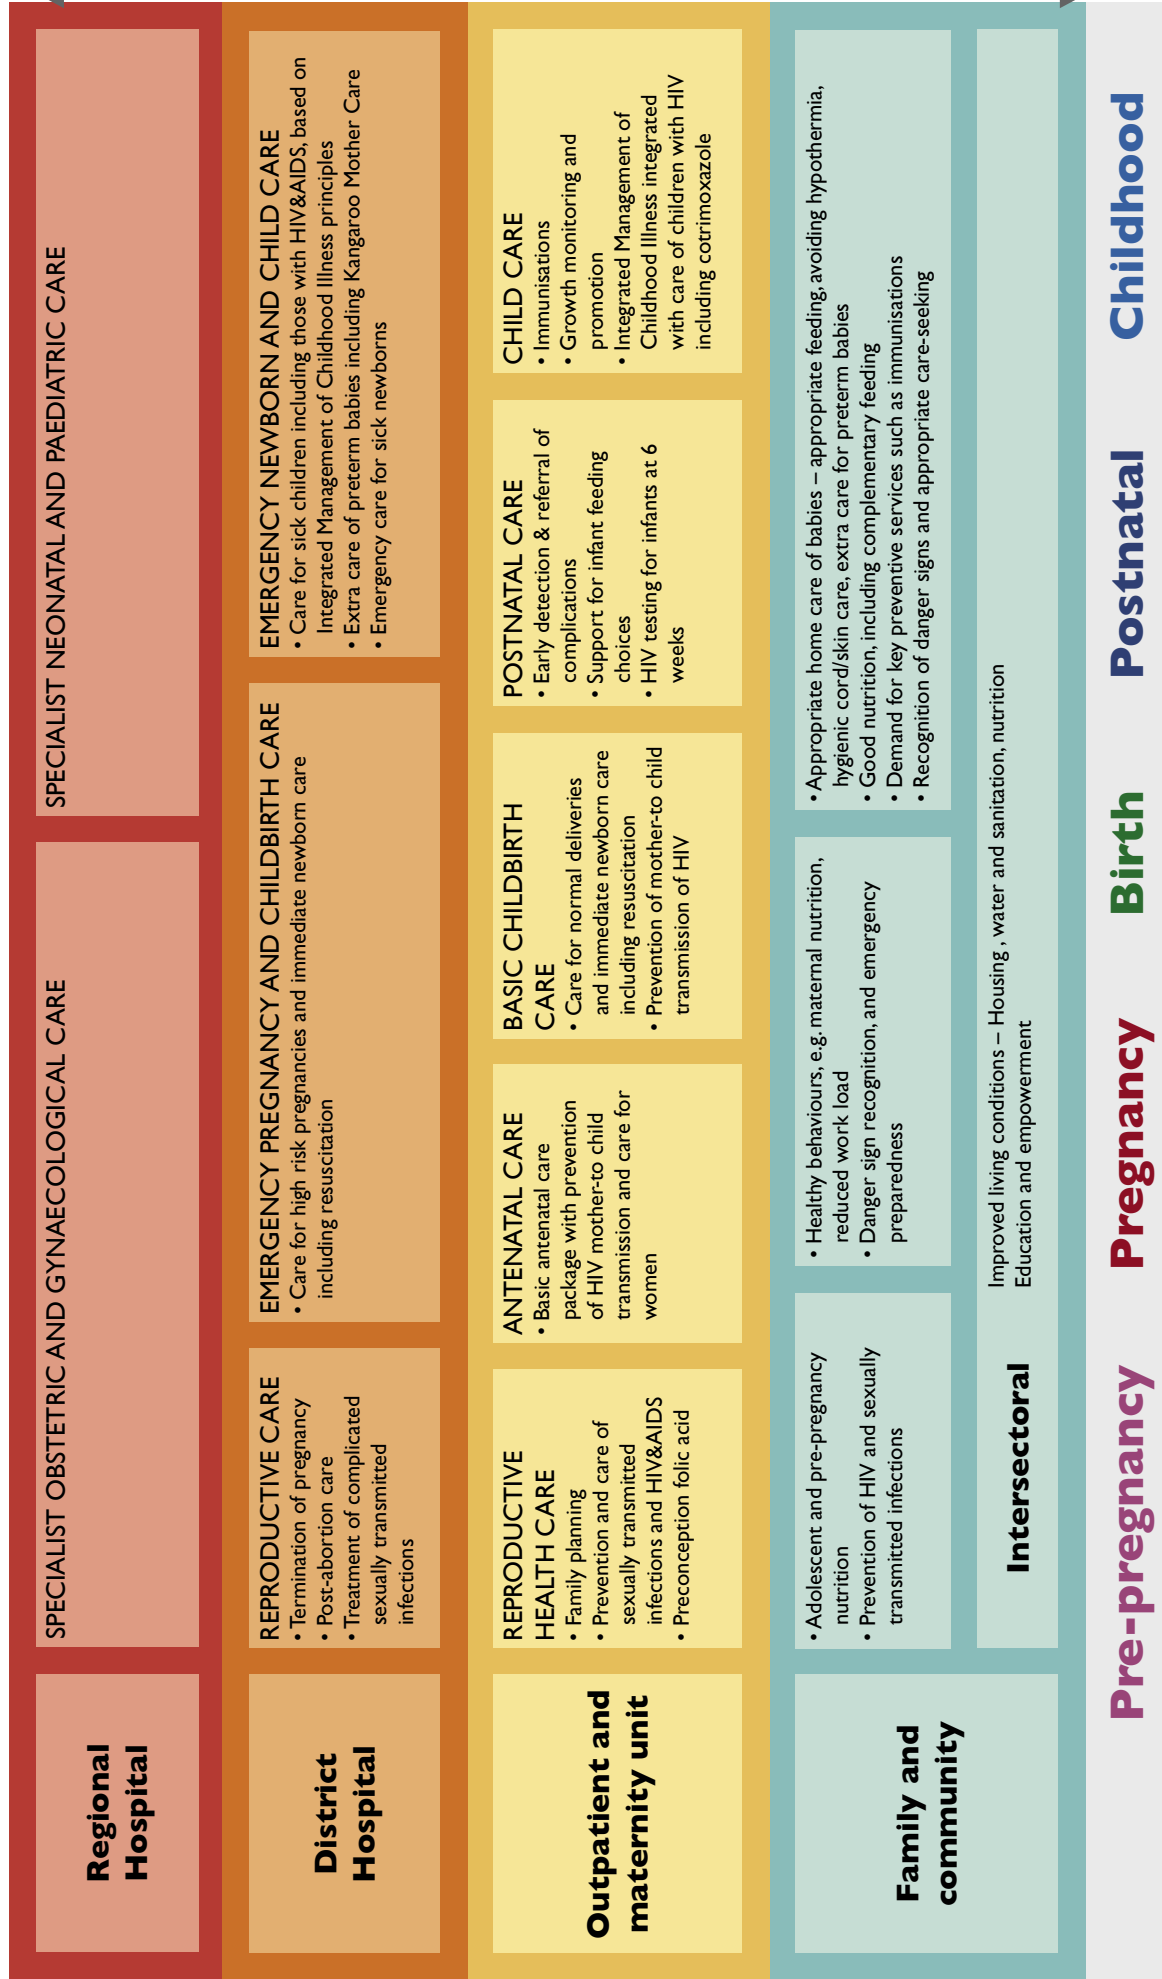 Regional
Hospital
SPECIALIST OBSTETRIC AND GYNAECOLOGICAL CARE
SPECIALIST NEONATAL AND PAEDIATRIC CARE
District
Hospital
REPRODUCTIVE CARE
• Termination of pregnancy
• Post-abortion care
• Treatment of complicated
sexually transmitted
infections
EMERGENCY PREGNANCY AND CHILDBIRTH CARE
• Care for high risk pregnancies and immediate newborn care
including resuscitation
EMERGENCY NEWBORN AND CHILD CARE
• Care for sick children including those with HIV&AIDS, based on
Integrated Management of Childhood Illness principles
• Extra care of preterm babies including Kangaroo Mother Care
• Emergency care for sick newborns
Outpatient and
maternity unit
REPRODUCTIVE
HEALTH CARE
• Family planning
• Prevention and care of
sexually transmitted
infections and HIV&AIDS
• Preconception folic acid
ANTENATAL CARE
• Basic antenatal care
package with prevention
of HIV mother-to child
transmission and care for
women
BASIC CHILDBIRTH
CARE
• Care for normal deliveries
and immediate newborn care
including resuscitation
• Prevention of mother-to child
transmission of HIV
POSTNATAL CARE
• Early detection & referral of
complications
• Support for infant feeding
choices
• HIV testing for infants at 6
weeks
CHILD CARE
• Immunisations
• Growth monitoring and
promotion
• Integrated Management of
Childhood Illness integrated
with care of children with HIV
including cotrimoxazole
Family and
community
• Adolescent and pre-pregnancy
nutrition
• Prevention of HIV and sexually
transmitted infections
• Healthy behaviours, e.g. maternal nutrition,
reduced work load
• Danger sign recognition, and emergency
preparedness
• Appropriate home care of babies – appropriate feeding, avoiding hypothermia,
hygienic cord/skin care, extra care for preterm babies
• Good nutrition, including complementary feeding
• Demand for key preventive services such as immunisations
• Recognition of danger signs and appropriate care-seeking
Intersectoral
Improved living conditions – Housing , water and sanitation, nutrition
Education and empowerment
Pre-pregnancy
Pregnancy
Birth
Postnatal
Childhood